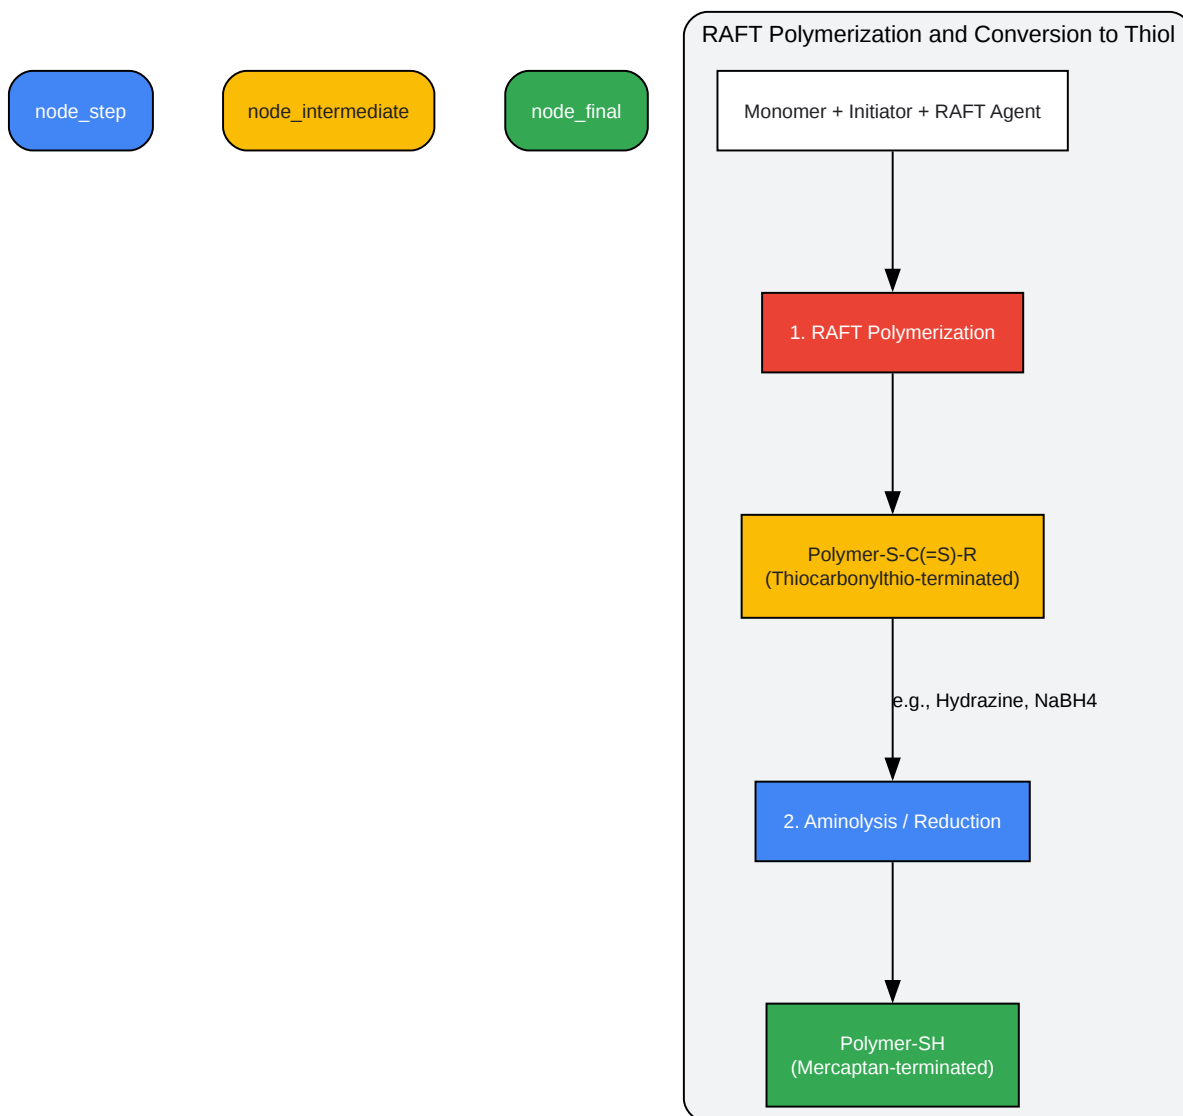 RAFT Polymerization and Conversion to Thiol
node_step
node_intermediate
node_final
Monomer + Initiator + RAFT Agent
1. RAFT Polymerization
Polymer-S-C(=S)-R
(Thiocarbonylthio-terminated)
e.g., Hydrazine, NaBH4
2. Aminolysis / Reduction
Polymer-SH
(Mercaptan-terminated)